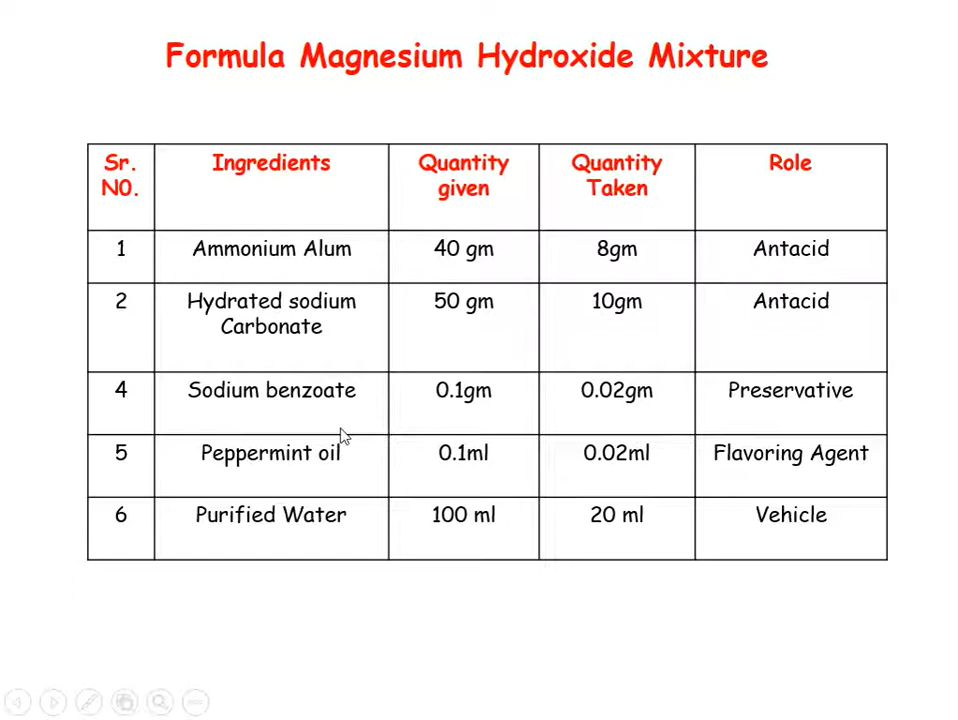 Formula Magnesium Hydroxide Mixture
Sr. N0. Ingredients Quantity given Quantity Taken Role
1 Ammonium Alum 40 gm 8gm Antacid
2 Hydrated sodium Carbonate 50 gm 10gm Antacid
4 Sodium benzoate 0.1gm 0.02gm Preservative
5 Peppermint oil 0.1ml 0.02ml Flavoring Agent
6 Purified Water 100 ml 20 ml Vehicle